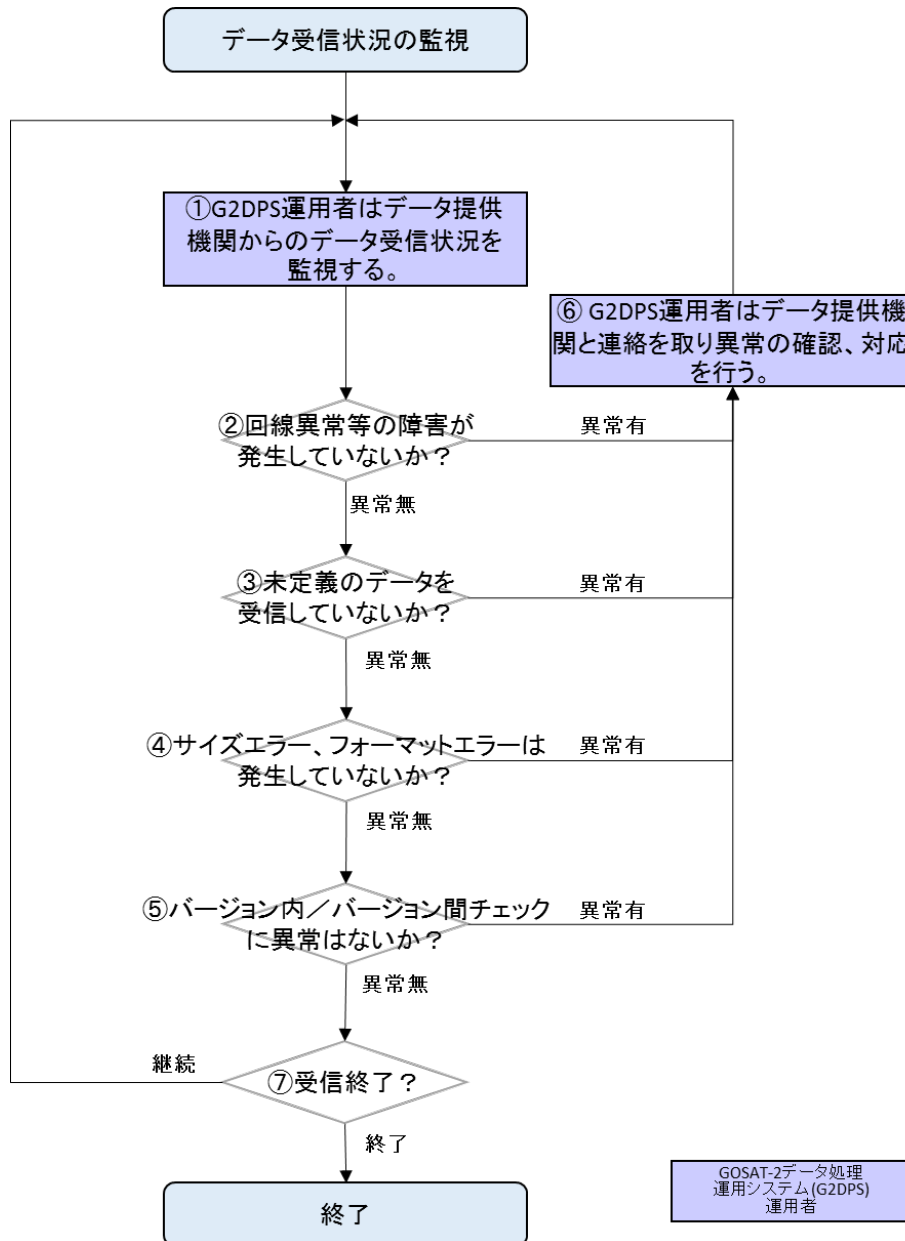 データ受信状況の監視
①G2DPS運用者はデータ提供
機関からのデータ受信状況を
監視する。
⑥ G2DPS運用者はデータ提供機
関と連絡を取り異常の確認、対応
を行う。
②回線異常等の障害が
発生していないか？
異常有
異常無
③未定義のデータを
受信していないか？
異常有
異常無
④サイズエラー、フォーマットエラーは
発生していないか？
異常有
異常無
⑤バージョン内／バージョン間チェック
に異常はないか？
異常有
異常無
継続
⑦受信終了？
終了
終了
GOSAT-2データ処理
運用システム(G2DPS)
運用者